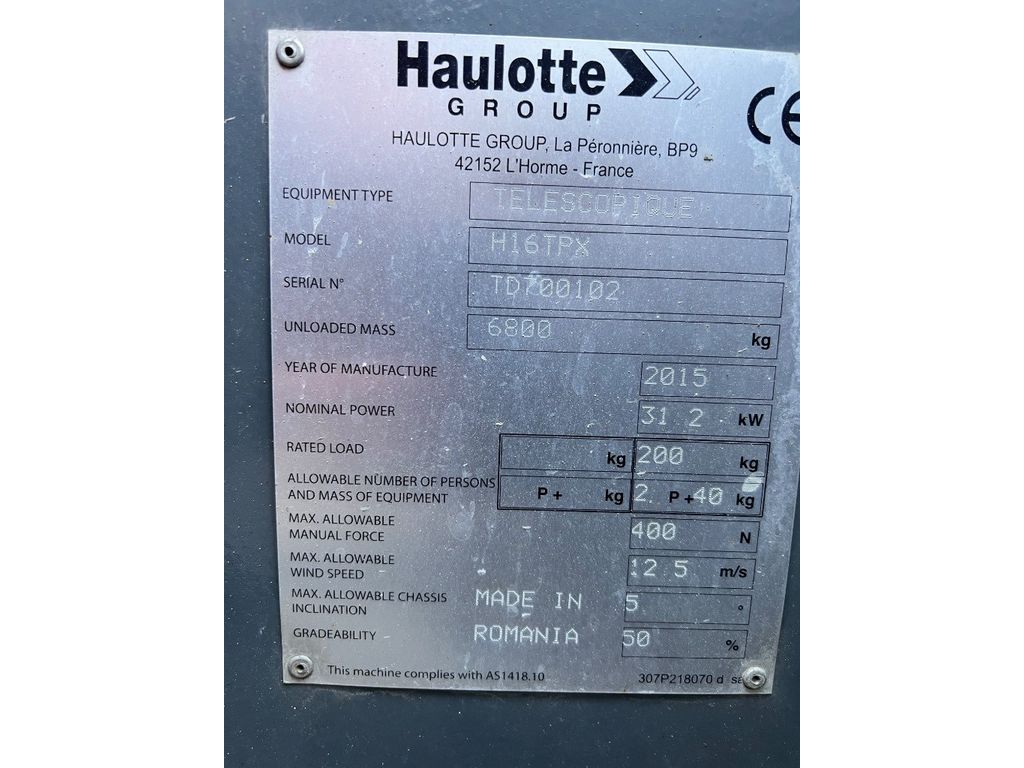 Haulotte
GROUP
CE
HAULOTTE GROUP, La Péronnière, BP9
42152 L'Horme - France
EQUIPMENT TYPE TELESCOPIQUE
MODEL H16TPX
SERIAL N° TD700102
UNLOADED MASS 6800 kg
YEAR OF MANUFACTURE 2015
NOMINAL POWER 31 2 kW
RATED LOAD kg 200 kg
ALLOWABLE NUMBER OF PERSONS
AND MASS OF EQUIPMENT P + kg 2 P + 40 kg
MAX. ALLOWABLE
MANUAL FORCE 400 N
MAX. ALLOWABLE
WIND SPEED 12 5 m/s
MAX. ALLOWABLE CHASSIS
INCLINATION MADE IN 5 °
GRADEABILITY ROMANIA 50 %
This machine complies with AS1418.10 307P218070 d